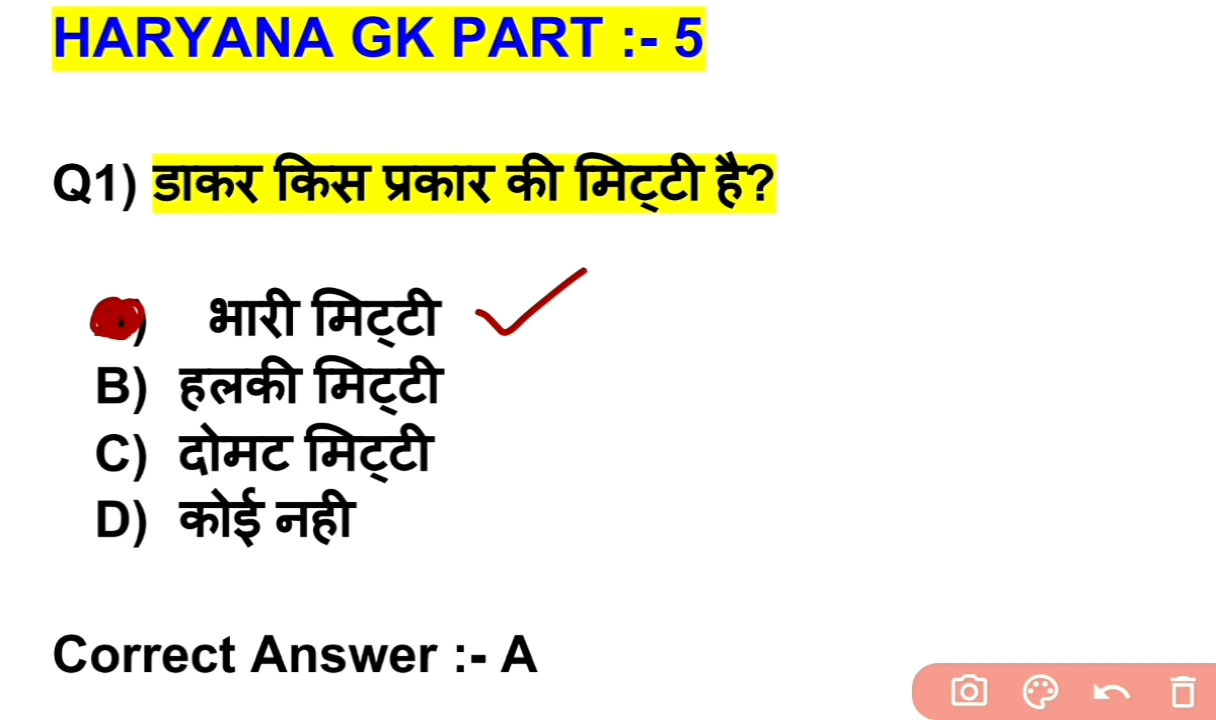 HARYANA GK PART :- 5
Q1) डाकर किस प्रकार की मिट्टी है?
) भारी मिट्टी
B) हलकी मिट्टी
C) दोमट मिट्टी
D) कोई नही
Correct Answer :- A